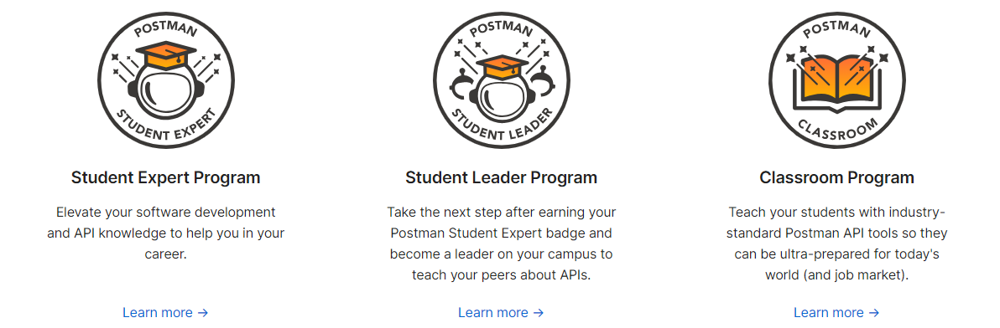 POSTMAN
STUDENT EXPERT
Student Expert Program
Elevate your software development
and API knowledge to help you in your
career.
Learn more →
POSTMAN
STUDENT LEADER
Student Leader Program
Take the next step after earning your
Postman Student Expert badge and
become a leader on your campus to
teach your peers about APIs.
Learn more →
POSTMAN
CLASSROOM
Classroom Program
Teach your students with industry-
standard Postman API tools so they
can be ultra-prepared for today's
world (and job market).
Learn more →